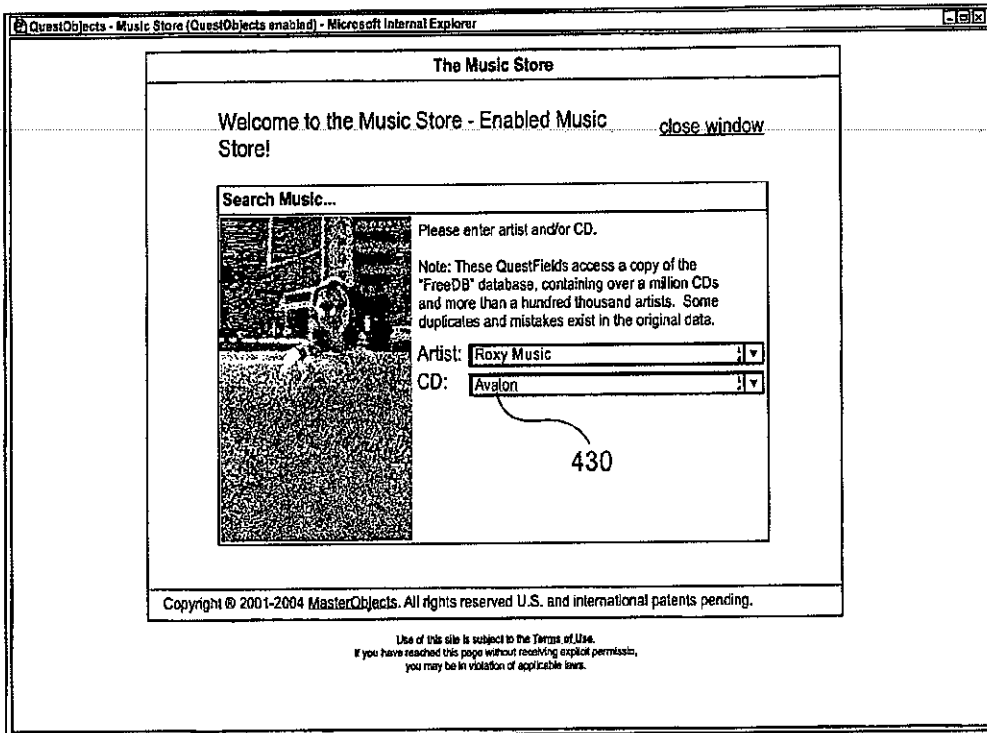 QuestObjects - Music Store (QuestObjects enabled) - Microsoft Internal Explorer
The Music Store
Welcome to the Music Store - Enabled Music
Store!
close window
Search Music...
Please enter artist and/or CD.
Note: These QuestFields access a copy of the
"FreeDB" database, containing over a million CDs
and more than a hundred thousand artists. Some
duplicates and mistakes exist in the original data.
Artist: Roxy Music
CD: Avalon
430
Copyright ® 2001-2004 MasterObjects. All rights reserved U.S. and international patents pending.
Use of this site is subject to the Terms of Use.
If you have reached this page without receiving explicit permissio,
you may be in violation of applicable laws.